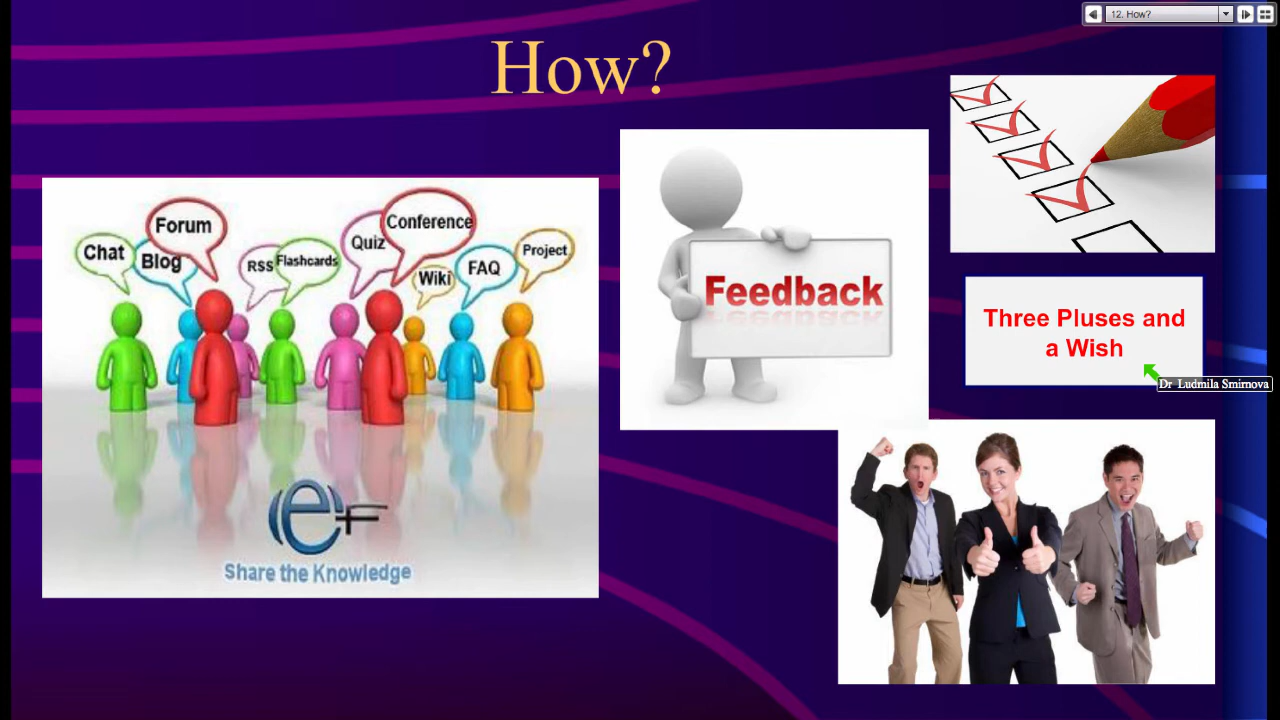 12. How?
How?
Chat
Blog
Forum
RSS
Flashcards
Quiz
Conference
Wiki
FAQ
Project
ef
Share the Knowledge
Feedback
Three Pluses and
a Wish
Dr Ludmila Smirnova